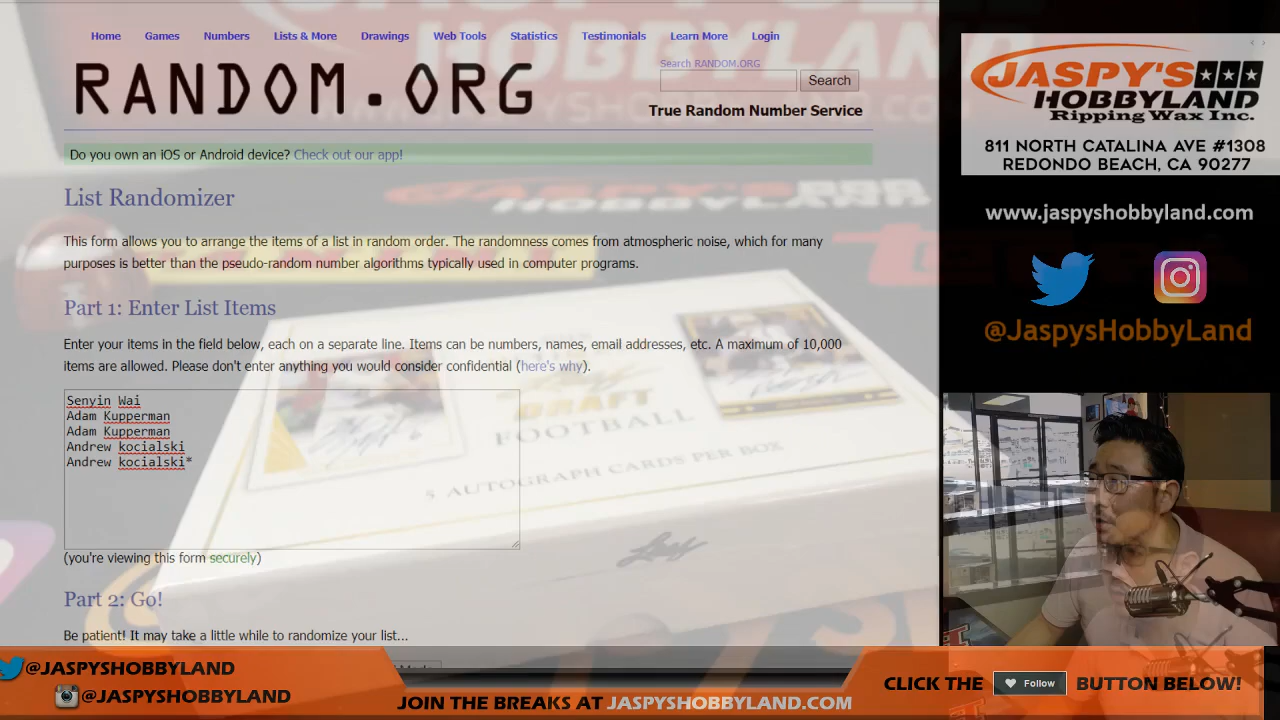 Home Games Numbers Lists & More Drawings Web Tools Statistics Testimonials Learn More Login
RANDOM.ORG
Search RANDOM.ORG
Search
True Random Number Service
Do you own an iOS or Android device? Check out our app!
List Randomizer
This form allows you to arrange the items of a list in random order. The randomness comes from atmospheric noise, which for many
purposes is better than the pseudo-random number algorithms typically used in computer programs.
Part 1: Enter List Items
Enter your items in the field below, each on a separate line. Items can be numbers, names, email addresses, etc. A maximum of 10,000
items are allowed. Please don't enter anything you would consider confidential (here's why).
Senyin Wai
Adam Kupperman
Adam Kupperman
Andrew kocialski
Andrew kocialski*
(you're viewing this form securely)
Part 2: Go!
Be patient! It may take a little while to randomize your list...
DRAFT
FOOTBALL
5 AUTOGRAPH CARDS PER BOX
Leaf
JASPY'S
HOBBYLAND
Ripping Wax Inc.
811 NORTH CATALINA AVE #1308
REDONDO BEACH, CA 90277
www.jaspyshobbyland.com
@JaspysHobbyLand
@JASPYSHOBBYLAND
@JASPYSHOBBYLAND
JOIN THE BREAKS AT JASPYSHOBBYLAND.COM
CLICK THE Follow BUTTON BELOW!